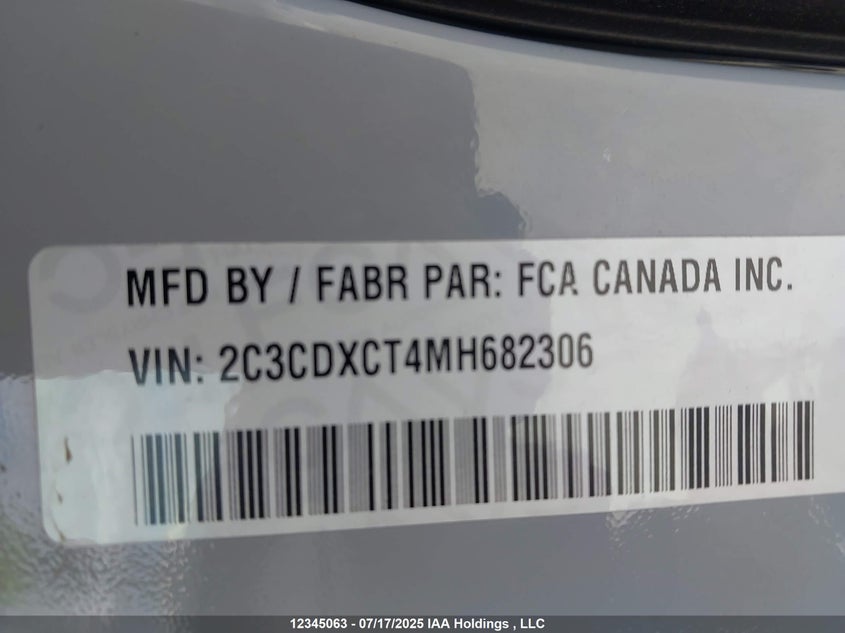 MFD BY / FABR PAR: FCA CANADA INC.
VIN: 2C3CDXCT4MH682306
12345063 - 07/17/2025 IAA Holdings , LLC